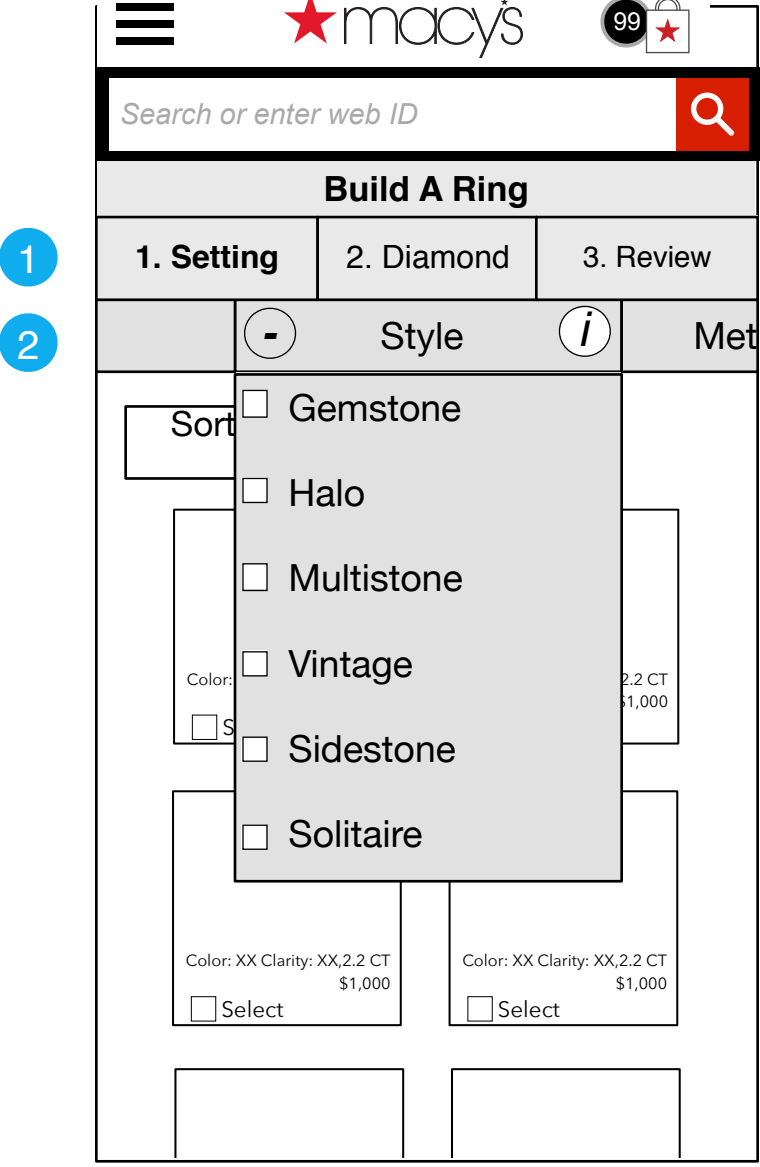 macy's
99
Search or enter web ID
Build A Ring
1
1. Setting
2. Diamond
3. Review
2
-
Style
i
Met
Sort
Gemstone
Halo
Multistone
Vintage
Color:
2.2 CT
$1,000
S
Sidestone
Solitaire
Color: XX Clarity: XX,2.2 CT
$1,000
Select
Color: XX Clarity: XX,2.2 CT
$1,000
Select